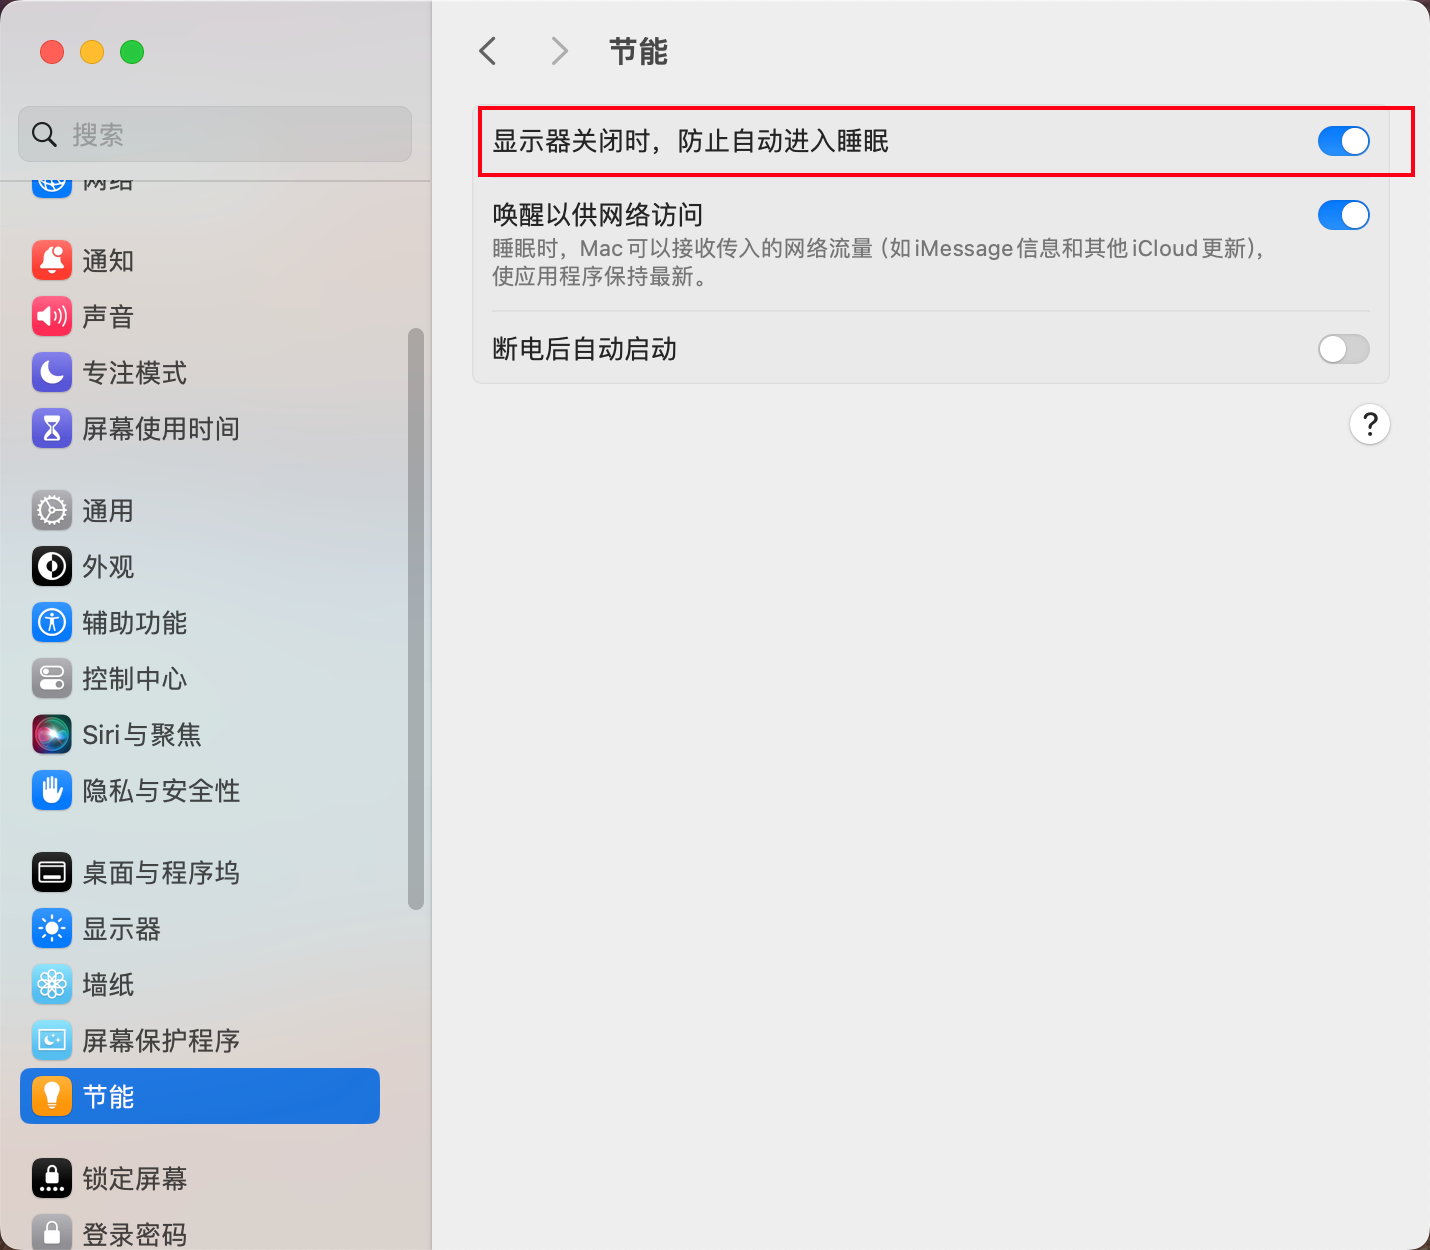 搜索
网络
通知
声音
专注模式
屏幕使用时间
通用
外观
辅助功能
控制中心
Siri与聚焦
隐私与安全性
桌面与程序坞
显示器
墙纸
屏幕保护程序
节能
锁定屏幕
登录密码
节能
显示器关闭时，防止自动进入睡眠
唤醒以供网络访问
睡眠时，Mac可以接收传入的网络流量（如iMessage信息和其他iCloud更新），
使应用程序保持最新。
断电后自动启动
?